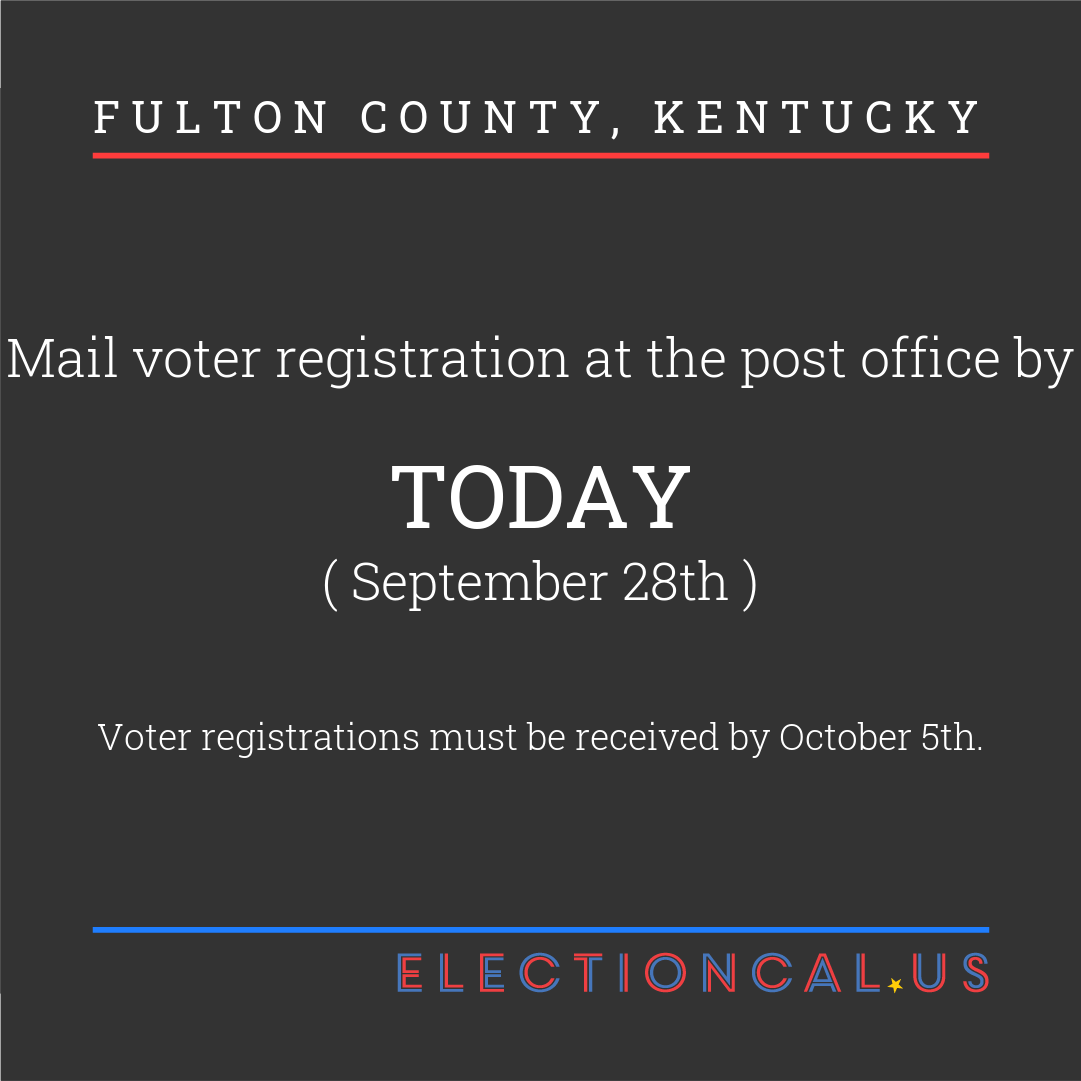 FULTON COUNTY, KENTUCKY
Mail voter registration at the post office by
TODAY
( September 28th )
Voter registrations must be received by October 5th.
ELECTIONCAL.US